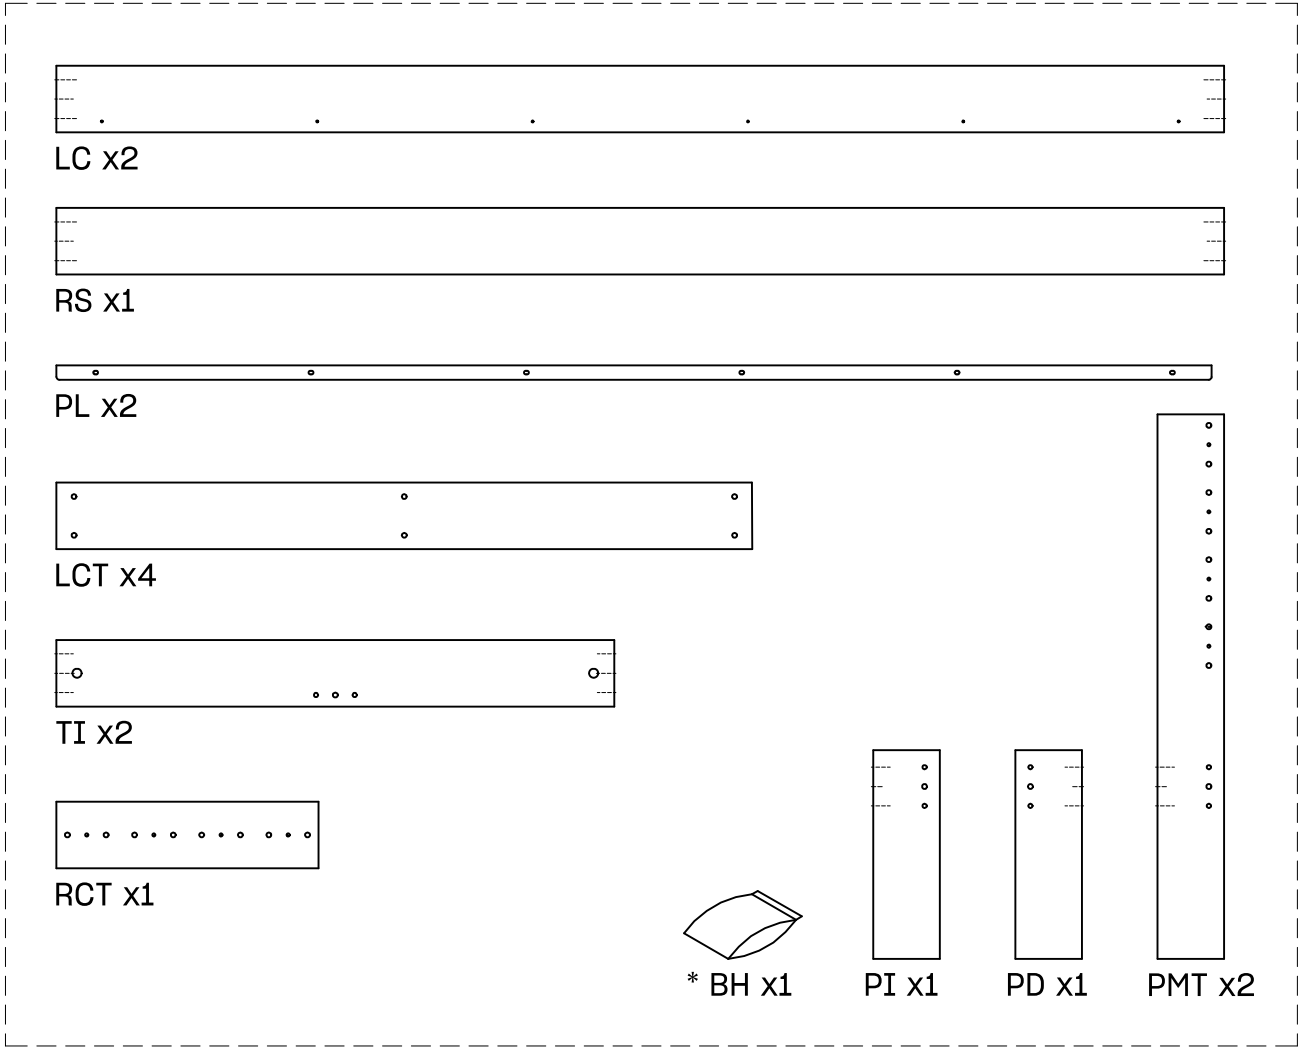 LC x2
RS x1
PL x2
LCT x4
TI x2
RCT x1
* BH x1
PI x1
PD x1
PMT x2